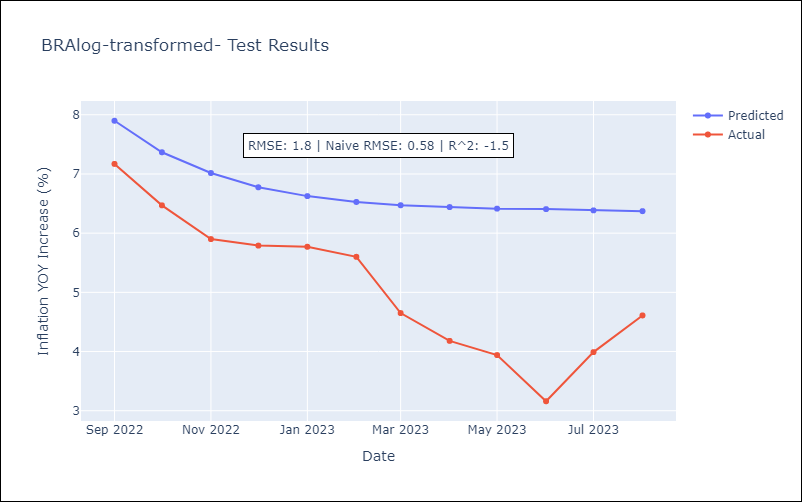 BRAlog-transformed- Test Results
RMSE: 1.8 | Naive RMSE: 0.58 | R^2: -1.5
Predicted
Actual
Inflation YOY Increase (%)
8
7
6
5
4
3
Sep 2022
Nov 2022
Jan 2023
Mar 2023
May 2023
Jul 2023
Date